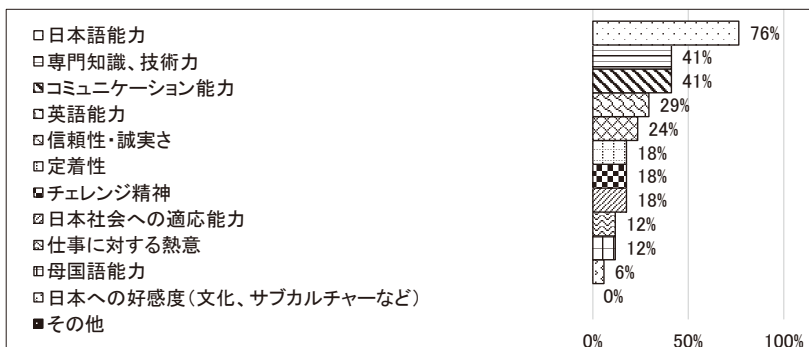 日本語能力
専門知識、技術力
コミュニケーション能力
英語能力
信頼性・誠実さ
定着性
チェレンジ精神
日本社会への適応能力
仕事に対する熱意
母国語能力
日本への好感度(文化、サブカルチャーなど)
その他
76%
41%
41%
29%
24%
18%
18%
18%
12%
12%
6%
0%
0% 50% 100%